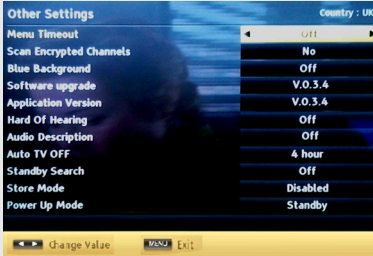 Other Settings Country : UK
Menu Timeout Off
Scan Encrypted Channels No
Blue Background Off
Software upgrade V.0.3.4
Application Version V.0.3.4
Hard Of Hearing Off
Audio Description Off
Auto TV OFF 4 hour
Standby Search Off
Store Mode Disabled
Power Up Mode Standby
Change Value MENU Exit